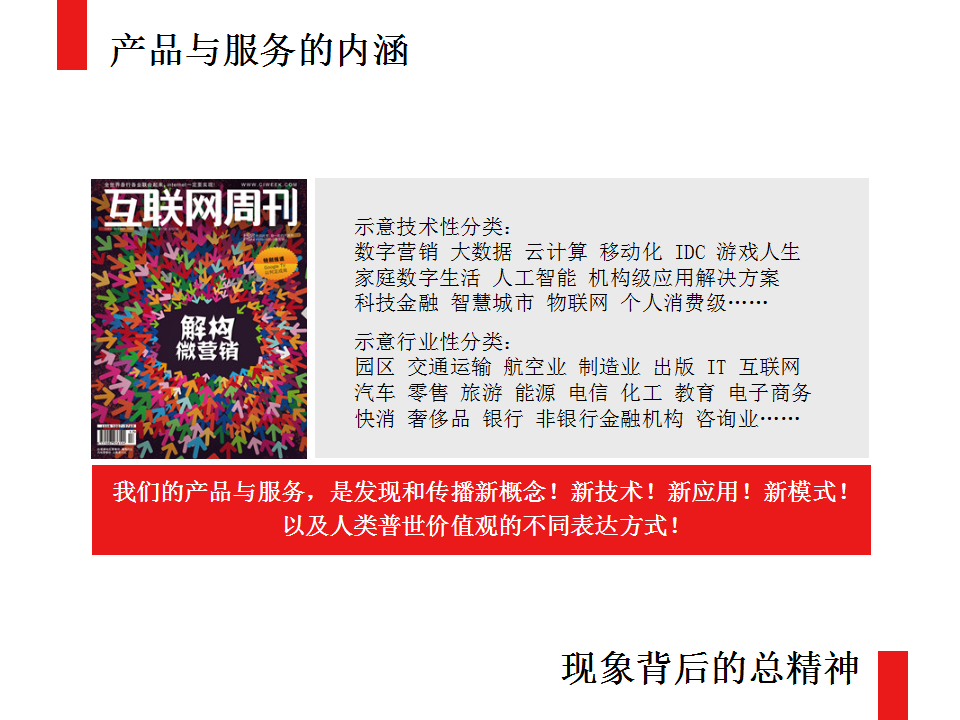 产品与服务的内涵
WWW.CIWEEK.COM
互联网周刊
特别报道
解构
微营销
示意技术性分类：
数字营销 大数据 云计算 移动化 IDC 游戏人生
家庭数字生活 人工智能 机构级应用解决方案
科技金融 智慧城市 物联网 个人消费级……
示意行业性分类：
园区 交通运输 航空业 制造业 出版 IT 互联网
汽车 零售 旅游 能源 电信 化工 教育 电子商务
快消 奢侈品 银行 非银行金融机构 咨询业……
我们的产品与服务，是发现和传播新概念！新技术！新应用！新模式！
以及人类普世价值观的不同表达方式！
现象背后的总精神